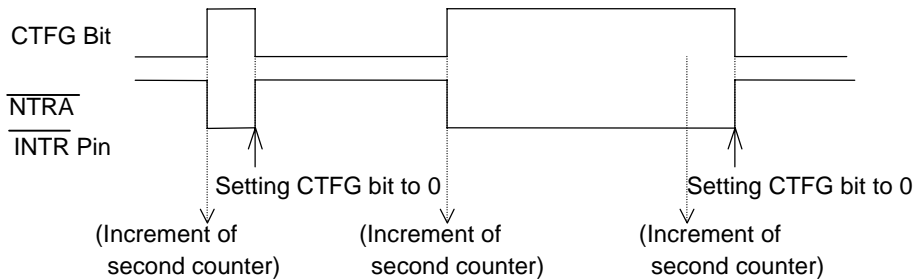 CTFG Bit
NTRA
INTR Pin
Setting CTFG bit to 0
Setting CTFG bit to 0
(Increment of
second counter)
(Increment of
second counter)
(Increment of
second counter)